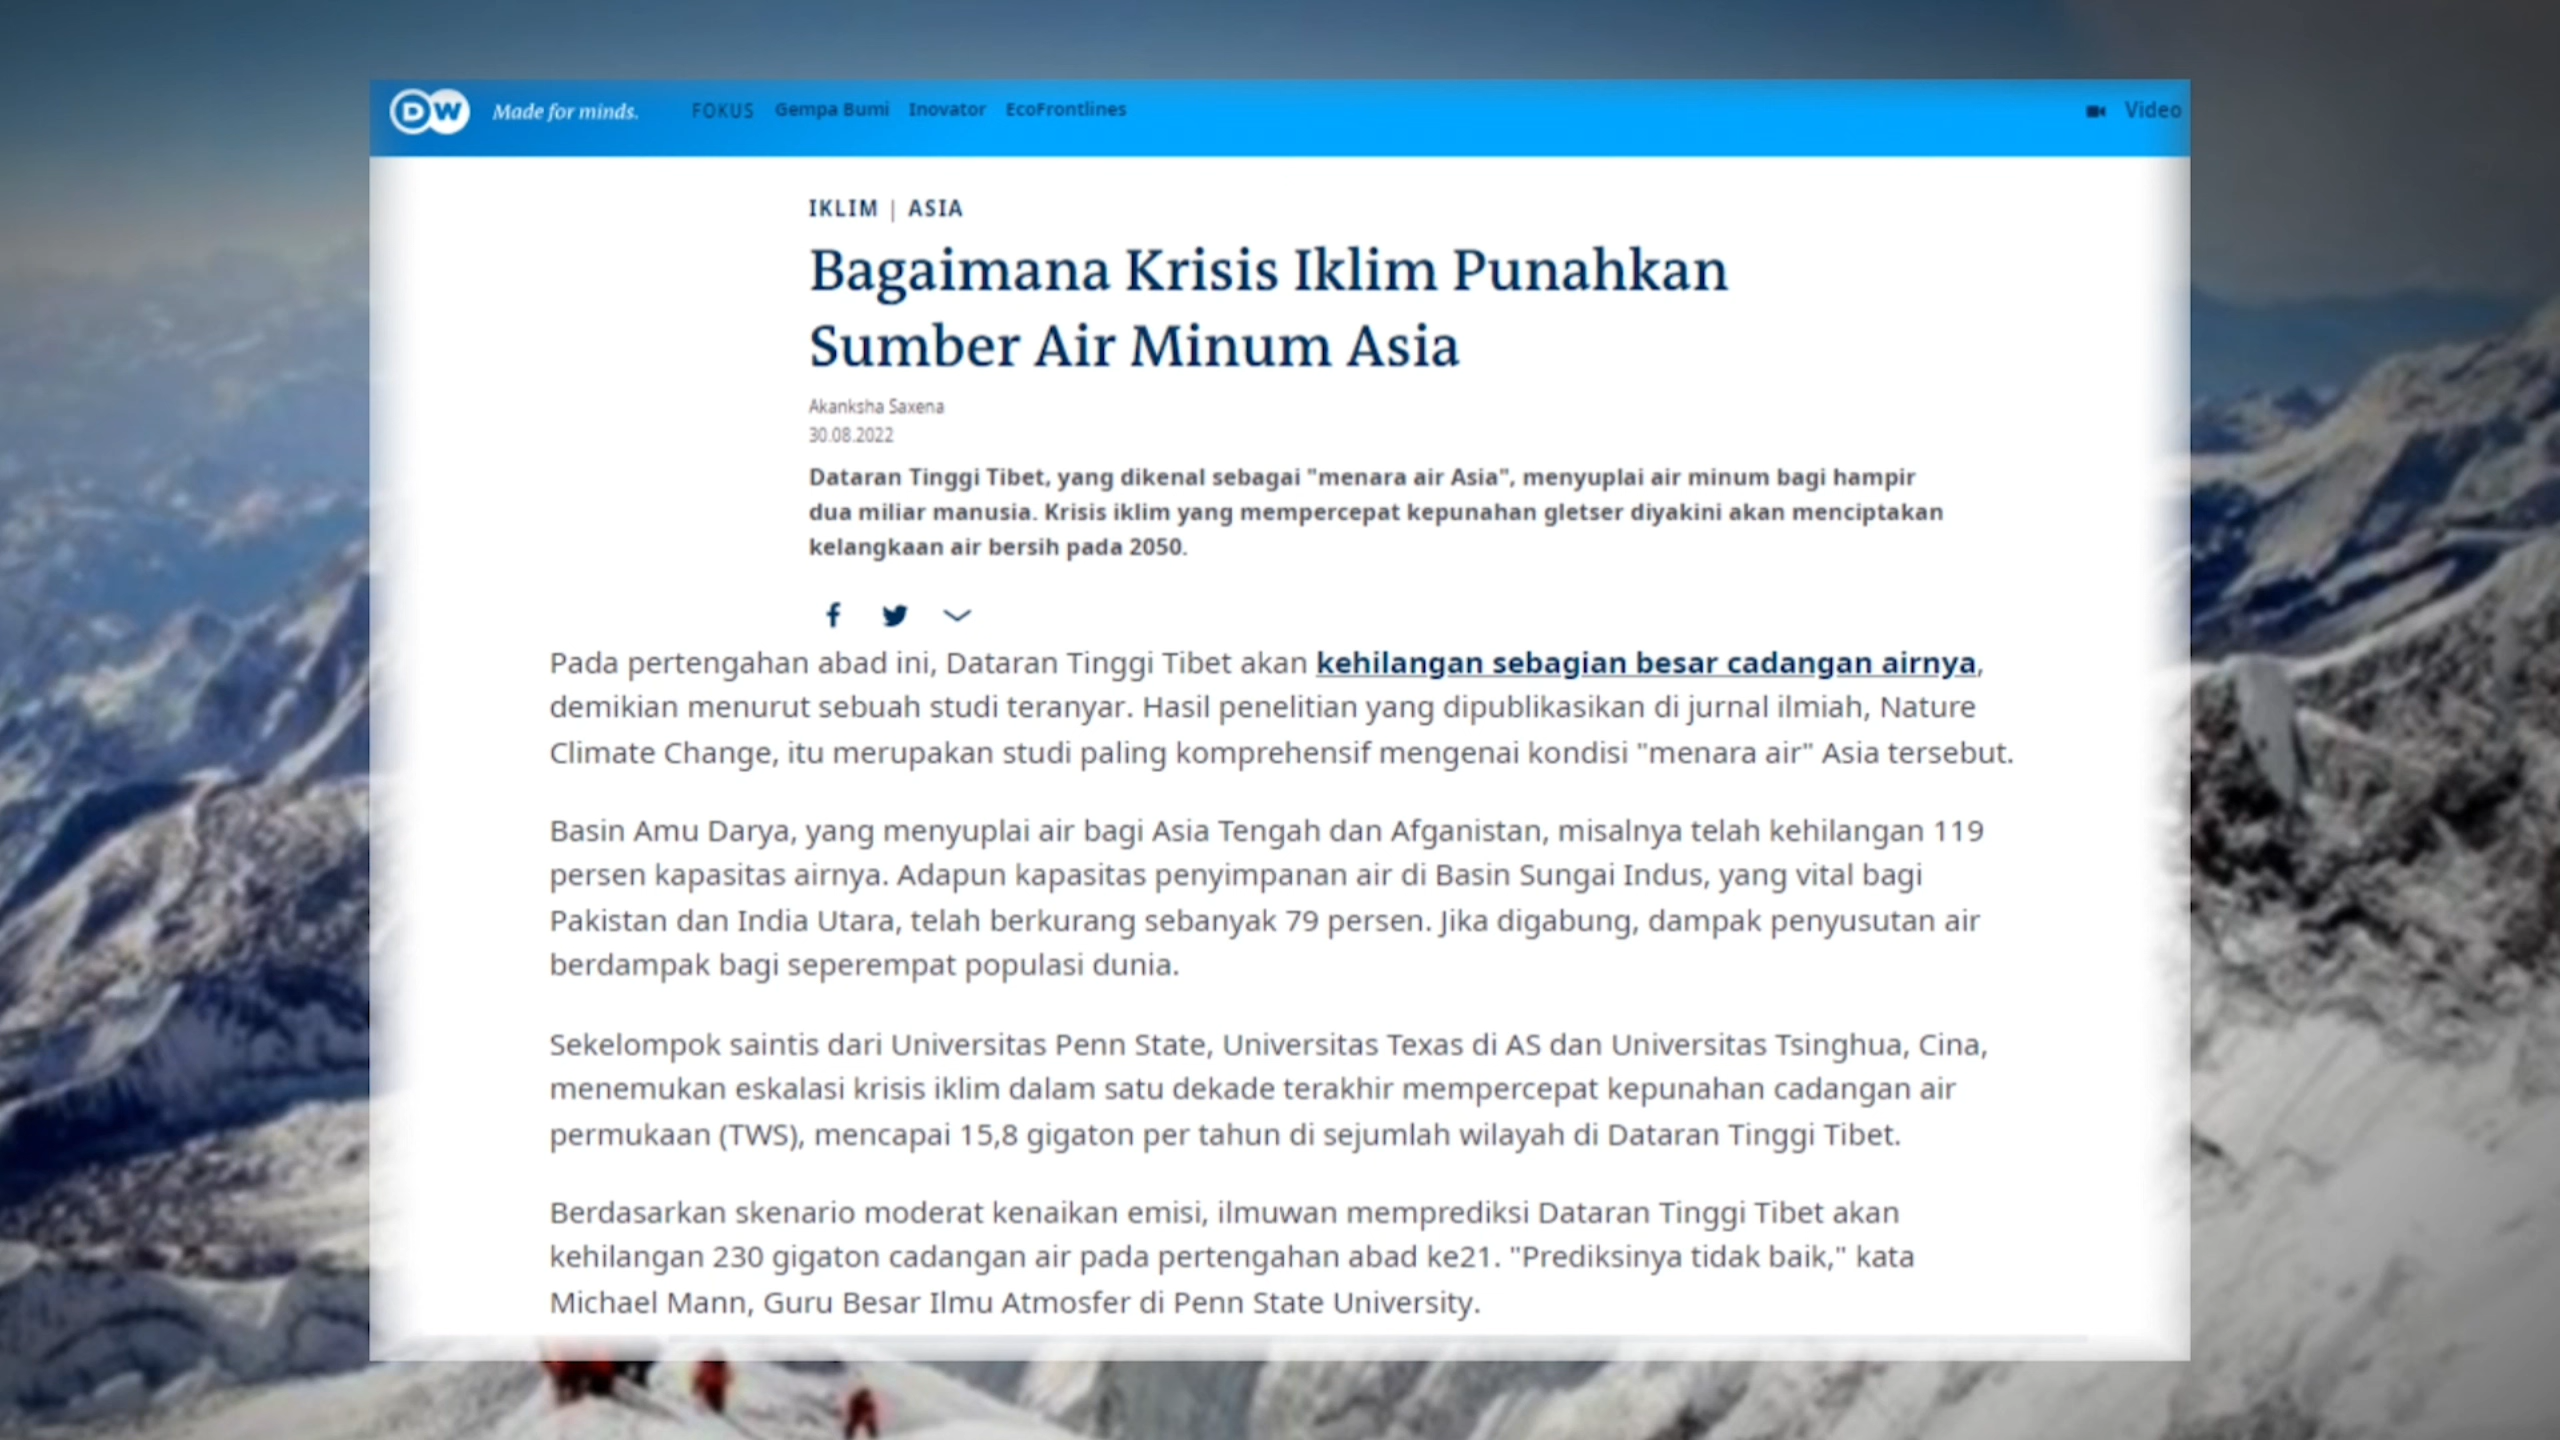 DW Made for minds. FOKUS Gempa Bumi Inovator EcoFrontlines Video
IKLIM | ASIA
Bagaimana Krisis Iklim Punahkan
Sumber Air Minum Asia
Akanksha Saxena
30.08.2022
Dataran Tinggi Tibet, yang dikenal sebagai "menara air Asia", menyuplai air minum bagi hampir
dua miliar manusia. Krisis iklim yang mempercepat kepunahan gletser diyakini akan menciptakan
kelangkaan air bersih pada 2050.
Pada pertengahan abad ini, Dataran Tinggi Tibet akan kehilangan sebagian besar cadangan airnya,
demikian menurut sebuah studi teranyar. Hasil penelitian yang dipublikasikan di jurnal ilmiah, Nature
Climate Change, itu merupakan studi paling komprehensif mengenai kondisi "menara air" Asia tersebut.
Basin Amu Darya, yang menyuplai air bagi Asia Tengah dan Afganistan, misalnya telah kehilangan 119
persen kapasitas airnya. Adapun kapasitas penyimpanan air di Basin Sungai Indus, yang vital bagi
Pakistan dan India Utara, telah berkurang sebanyak 79 persen. Jika digabung, dampak penyusutan air
berdampak bagi seperempat populasi dunia.
Sekelompok saintis dari Universitas Penn State, Universitas Texas di AS dan Universitas Tsinghua, Cina,
menemukan eskalasi krisis iklim dalam satu dekade terakhir mempercepat kepunahan cadangan air
permukaan (TWS), mencapai 15,8 gigaton per tahun di sejumlah wilayah di Dataran Tinggi Tibet.
Berdasarkan skenario moderat kenaikan emisi, ilmuwan memprediksi Dataran Tinggi Tibet akan
kehilangan 230 gigaton cadangan air pada pertengahan abad ke21. "Prediksinya tidak baik," kata
Michael Mann, Guru Besar Ilmu Atmosfer di Penn State University.